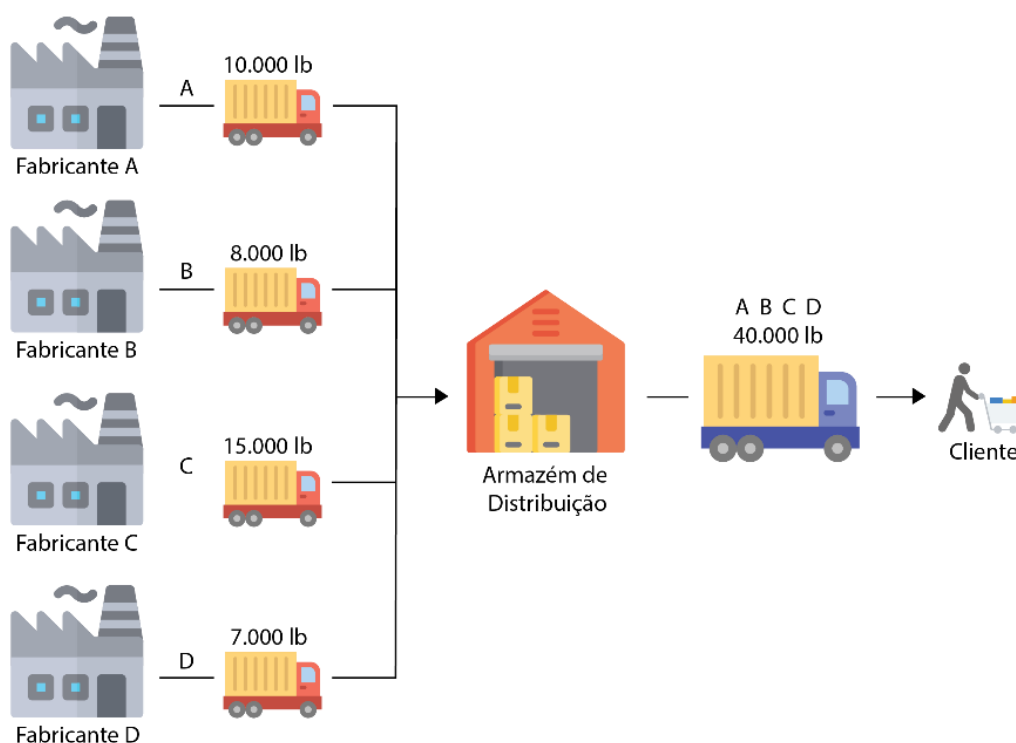 10.000 lb
A
Fabricante A
8.000 lb
B
Fabricante B
15.000 lb
C
Fabricante C
7.000 lb
D
Fabricante D
Armazém de
Distribuição
A B C D
40.000 lb
Cliente